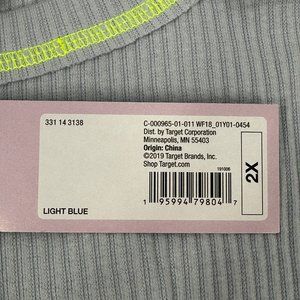 331 14 3138
C-000965-01-011 WF18_01Y01-0454
Dist. by Target Corporation
Minneapolis, MN 55403
Origin: China
©2019 Target Brands, Inc.
Shop Target.com
191006
2X
1 95994 79804 7
LIGHT BLUE